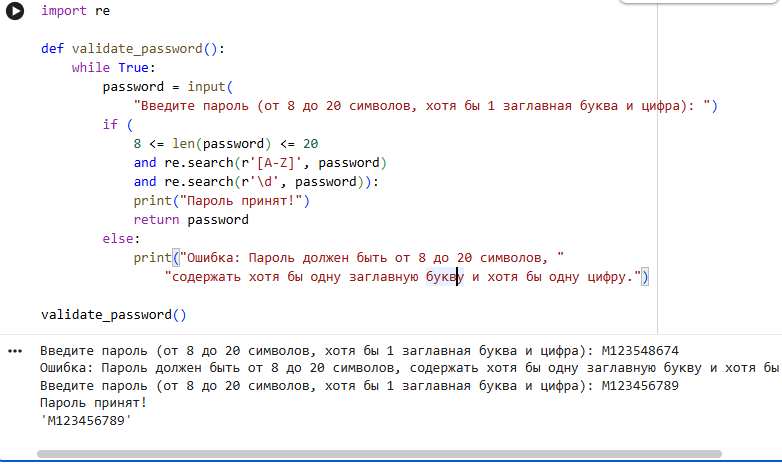 import re
def validate_password():
while True:
password = input(
"Введите пароль (от 8 до 20 символов, хотя бы 1 заглавная буква и цифра): ")
if (
8 <= len(password) <= 20
and re.search(r'[A-Z]', password)
and re.search(r'\d', password)):
print("Пароль принят!")
return password
else:
print("Ошибка: Пароль должен быть от 8 до 20 символов, "
"содержать хотя бы одну заглавную букву и хотя бы одну цифру.")
validate_password()
Введите пароль (от 8 до 20 символов, хотя бы 1 заглавная буква и цифра): М123548674
Ошибка: Пароль должен быть от 8 до 20 символов, содержать хотя бы одну заглавную букву и хотя бы
Введите пароль (от 8 до 20 символов, хотя бы 1 заглавная буква и цифра): M123456789
Пароль принят!
'M123456789'